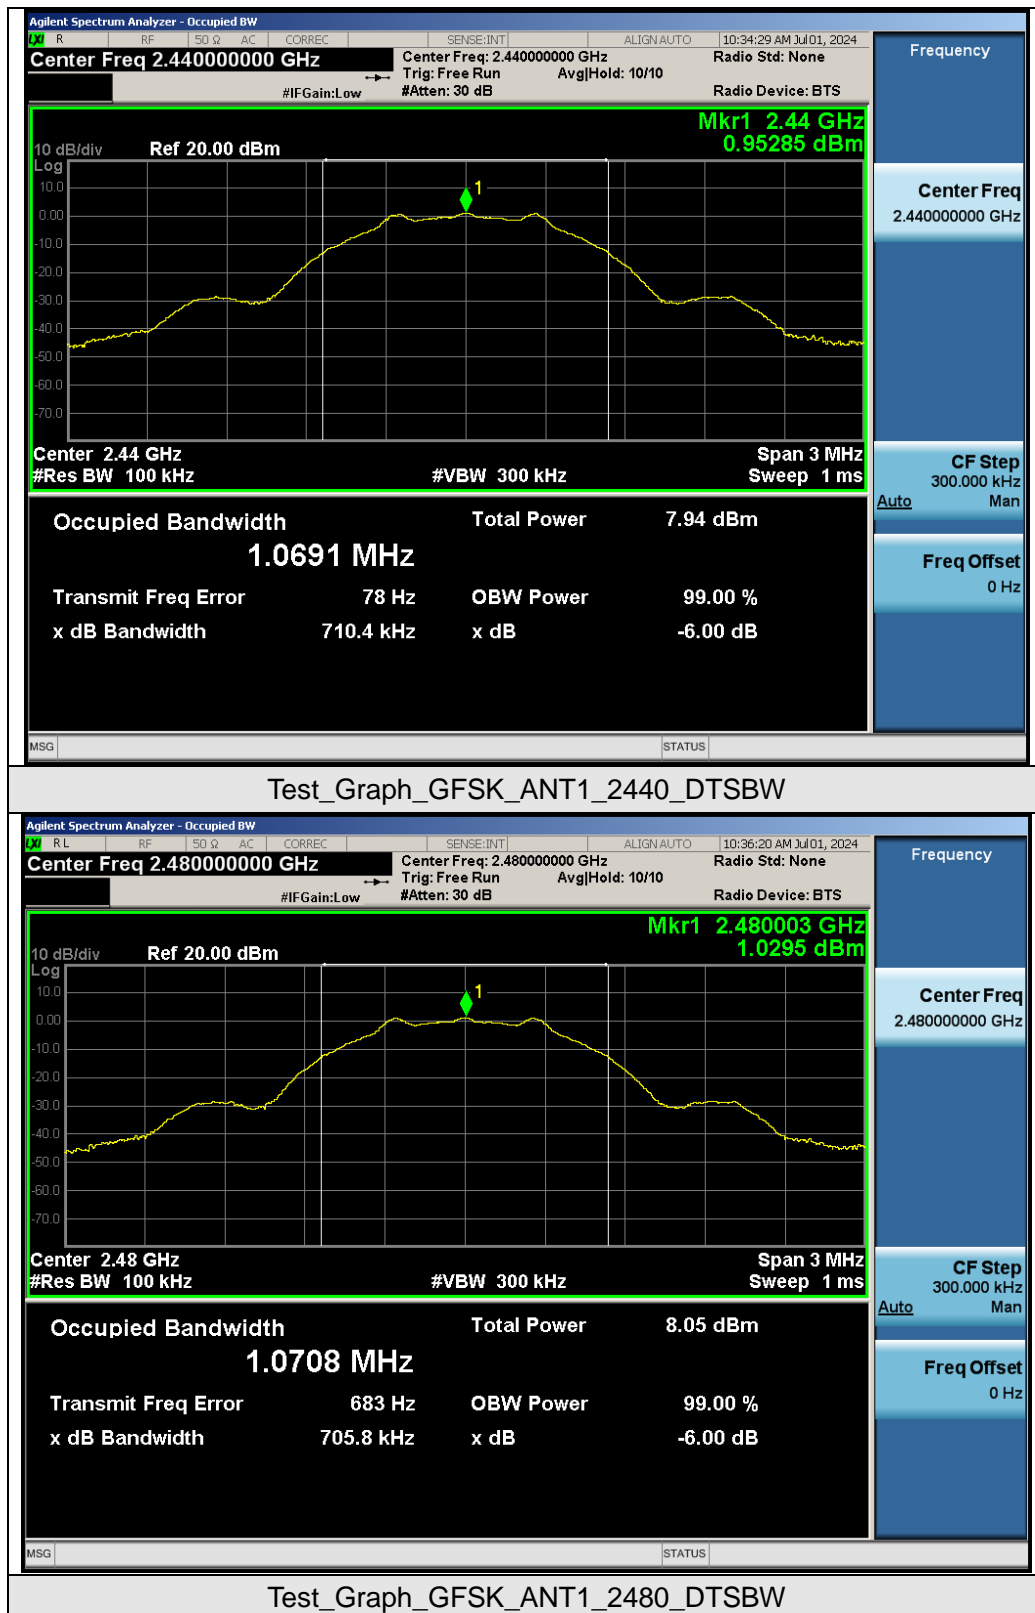 Agilent Spectrum Analyzer - Occupied BW
LXI R RF 50 Ω AC CORREC SENSE:INT ALIGN AUTO 10:34:29 AM Jul 01, 2024
Center Freq 2.440000000 GHz
Center Freq: 2.440000000 GHz
Radio Std: None
Trig: Free Run Avg|Hold: 10/10
#IFGain:Low
#Atten: 30 dB
Radio Device: BTS
Frequency
Mkr1 2.44 GHz
0.95285 dBm
10 dB/div Ref 20.00 dBm
Log
10.0
0.00
-10.0
-20.0
-30.0
-40.0
-50.0
-60.0
-70.0
1
Center 2.44 GHz
Span 3 MHz
#Res BW 100 kHz
#VBW 300 kHz
Sweep 1 ms
Center Freq
2.440000000 GHz
CF Step
300.000 kHz
Auto Man
Freq Offset
0 Hz
Occupied Bandwidth
1.0691 MHz
Total Power 7.94 dBm
Transmit Freq Error 78 Hz
OBW Power 99.00 %
x dB Bandwidth 710.4 kHz
x dB -6.00 dB
MSG
STATUS
Test_Graph_GFSK_ANT1_2440_DTSBW
Agilent Spectrum Analyzer - Occupied BW
LXI R L RF 50 Ω AC CORREC SENSE:INT ALIGN AUTO 10:36:20 AM Jul 01, 2024
Center Freq 2.480000000 GHz
Center Freq: 2.480000000 GHz
Radio Std: None
Trig: Free Run Avg|Hold: 10/10
#IFGain:Low
#Atten: 30 dB
Radio Device: BTS
Frequency
Mkr1 2.480003 GHz
1.0295 dBm
10 dB/div Ref 20.00 dBm
Log
10.0
0.00
-10.0
-20.0
-30.0
-40.0
-50.0
-60.0
-70.0
1
Center 2.48 GHz
Span 3 MHz
#Res BW 100 kHz
#VBW 300 kHz
Sweep 1 ms
Center Freq
2.480000000 GHz
CF Step
300.000 kHz
Auto Man
Freq Offset
0 Hz
Occupied Bandwidth
1.0708 MHz
Total Power 8.05 dBm
Transmit Freq Error 683 Hz
OBW Power 99.00 %
x dB Bandwidth 705.8 kHz
x dB -6.00 dB
MSG
STATUS
Test_Graph_GFSK_ANT1_2480_DTSBW